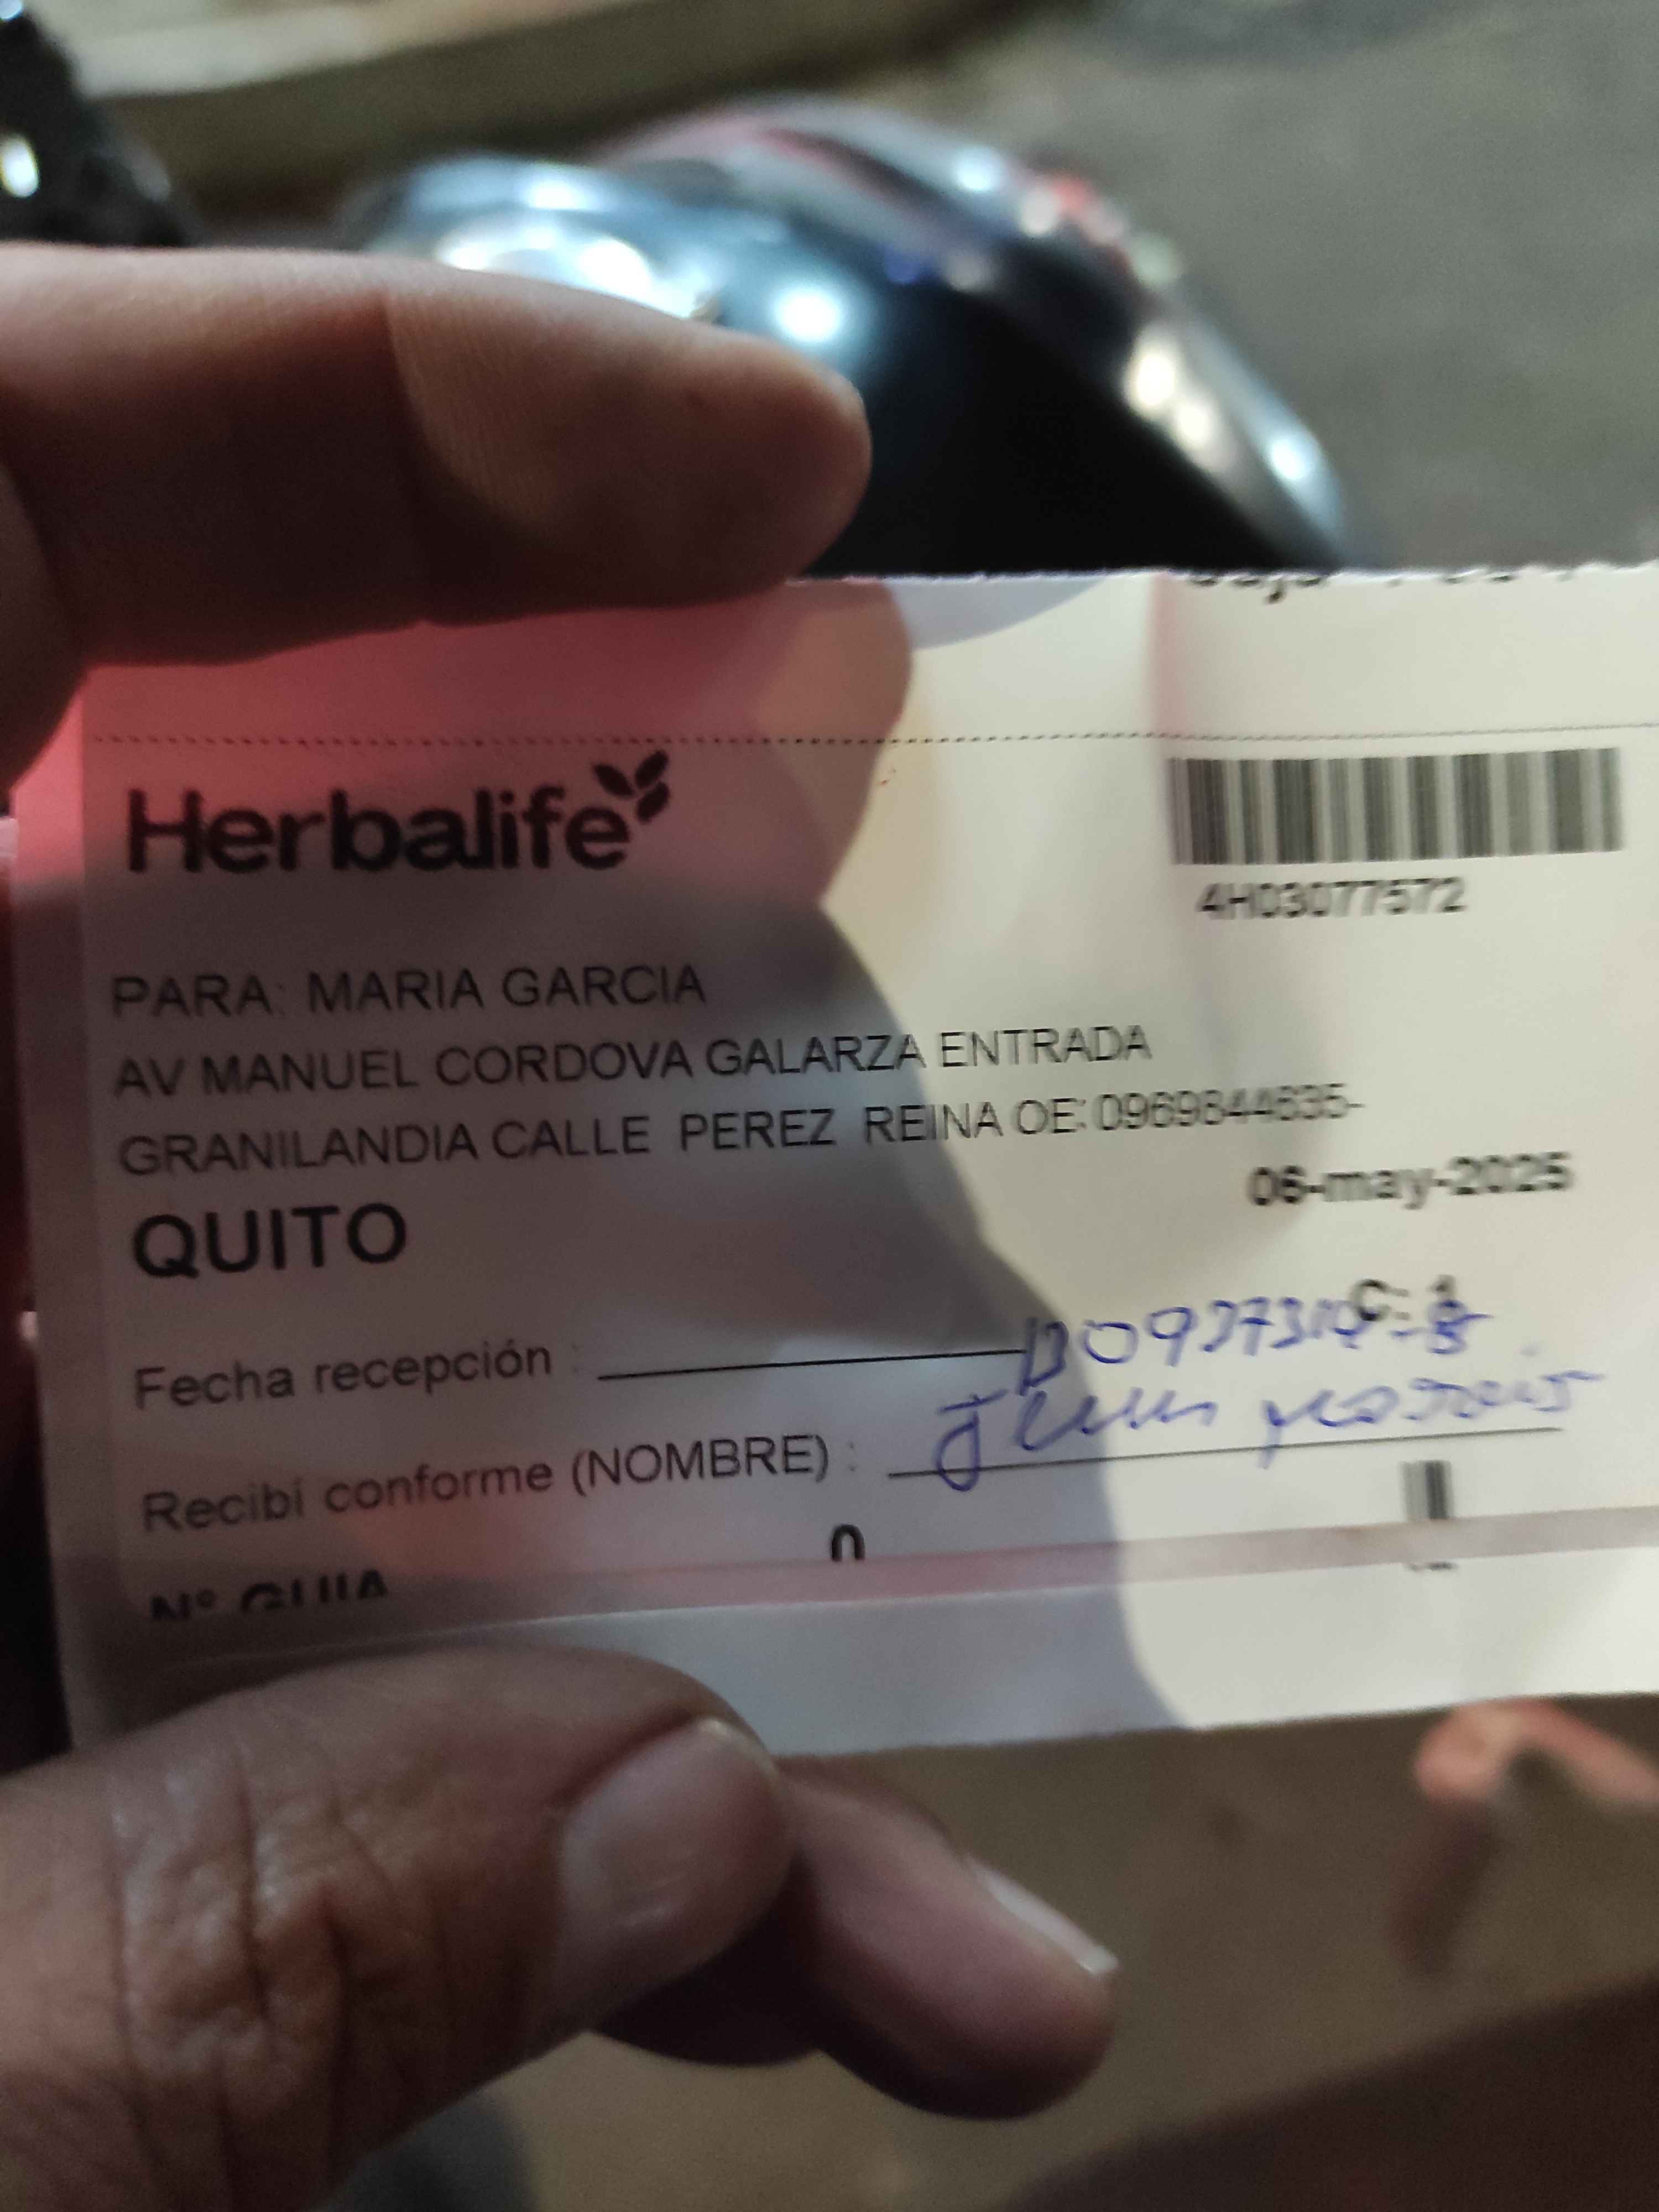 Herbalife
4H03077572
PARA: MARIA GARCIA
AV MANUEL CORDOVA GALARZA ENTRADA
GRANILANDIA CALLE PEREZ REINA OE: 0969844635-
06-may-2025
QUITO
C: 1
Fecha recepción :
Recibí conforme (NOMBRE) :
Nº GUIA